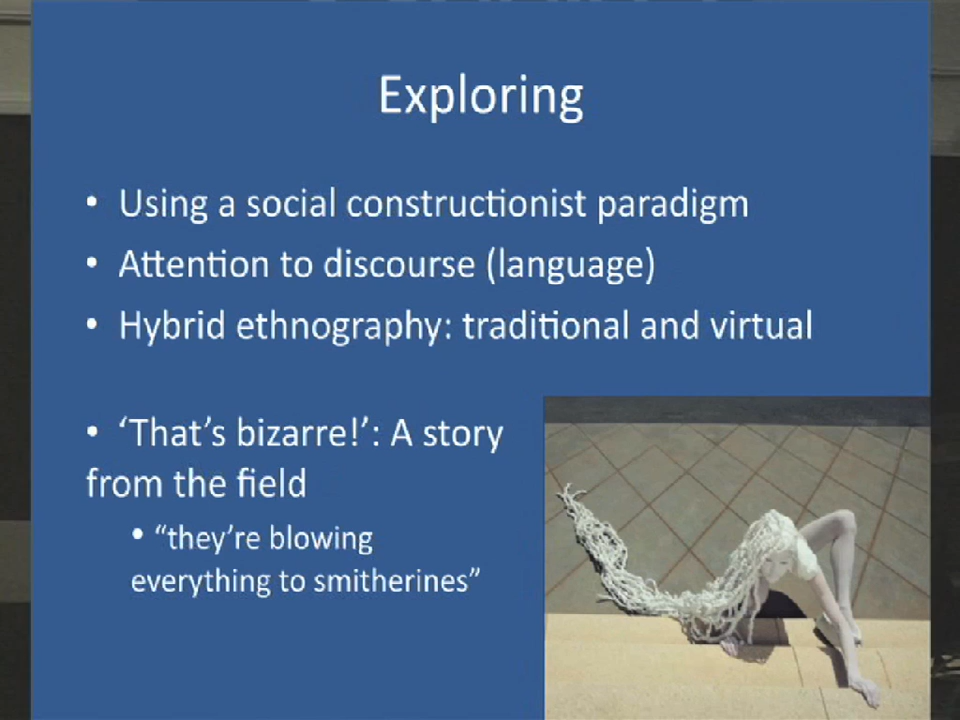 Exploring
• Using a social constructionist paradigm
• Attention to discourse (language)
• Hybrid ethnography: traditional and virtual
• ‘That’s bizarre!’: A story
from the field
• “they’re blowing
everything to smitherines”